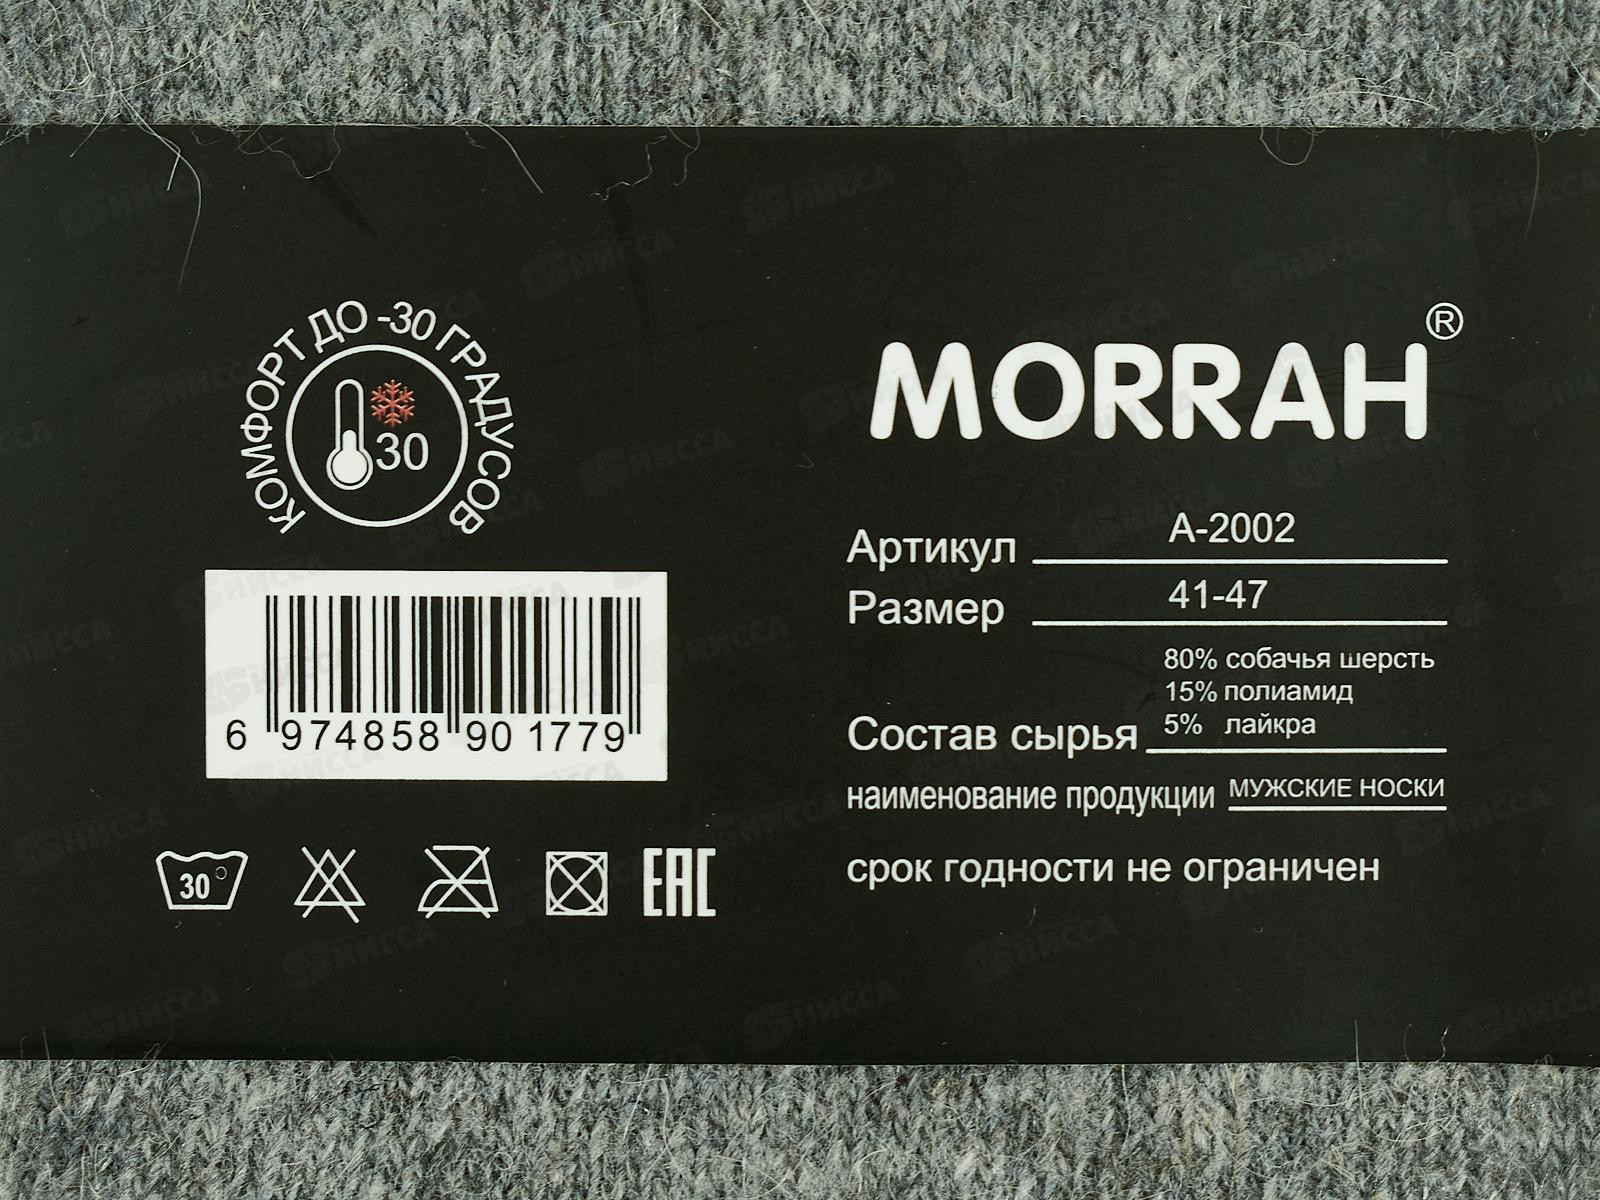 КОМФОРТ ДО -30 ГРАДУСОВ
30
6 974858 901779
30°
EAC
MORRAH®
Артикул А-2002
Размер 41-47
80% собачья шерсть
15% полиамид
Состав сырья 5% лайкра
наименование продукции МУЖСКИЕ НОСКИ
срок годности не ограничен